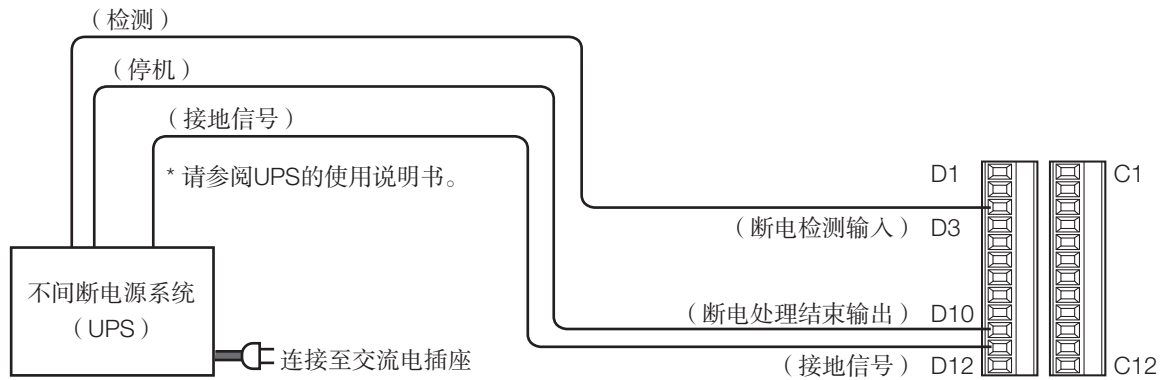 （检测）
（停机）
（接地信号）
* 请参阅UPS的使用说明书。
D1
C1
（断电检测输入） D3
不间断电源系统
（UPS）
（断电处理结束输出） D10
连接至交流电插座
（接地信号） D12
C12